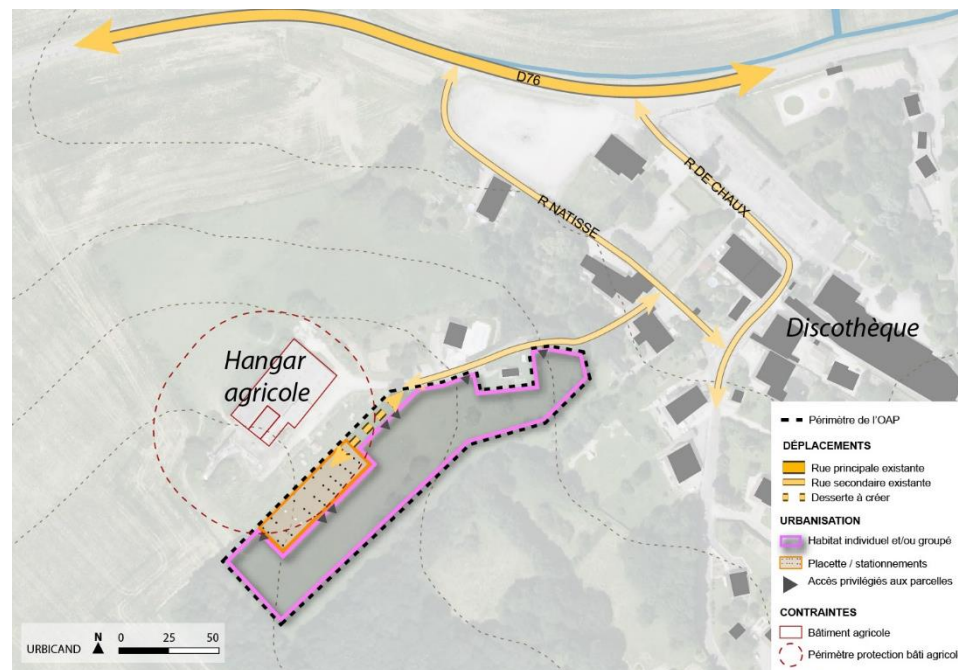 D76
R NATISSE
R DE CHAUX
Hangar
agricole
Discothèque
Périmètre de l'OAP
DÉPLACEMENTS
Rue principale existante
Rue secondaire existante
Desserte à créer
URBANISATION
Habitat individuel et/ou groupé
Placette / stationnements
Accès privilégiés aux parcelles
CONTRAINTES
Bâtiment agricole
Périmètre protection bâti agricol
URBICAND N 0 25 50